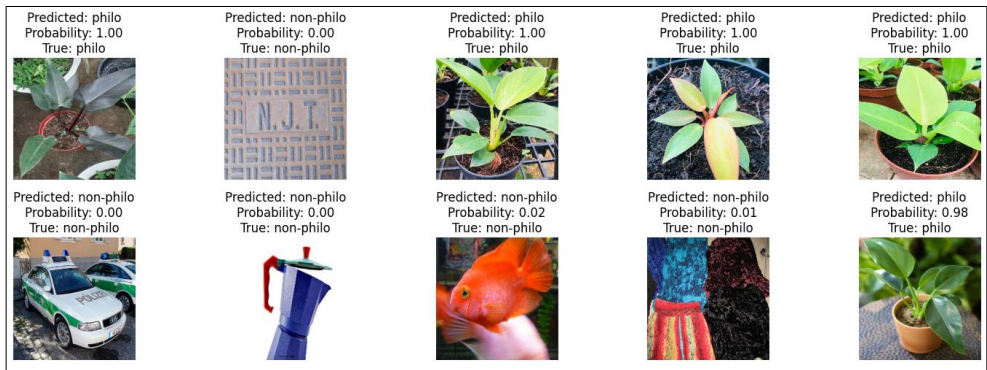 Predicted: philo
Probability: 1.00
True: philo
Predicted: non-philo
Probability: 0.00
True: non-philo
Predicted: philo
Probability: 1.00
True: philo
Predicted: philo
Probability: 1.00
True: philo
Predicted: philo
Probability: 1.00
True: philo
N.J.T.
Predicted: non-philo
Probability: 0.00
True: non-philo
Predicted: non-philo
Probability: 0.00
True: non-philo
Predicted: non-philo
Probability: 0.02
True: non-philo
Predicted: non-philo
Probability: 0.01
True: non-philo
Predicted: philo
Probability: 0.98
True: philo
POLIZEI